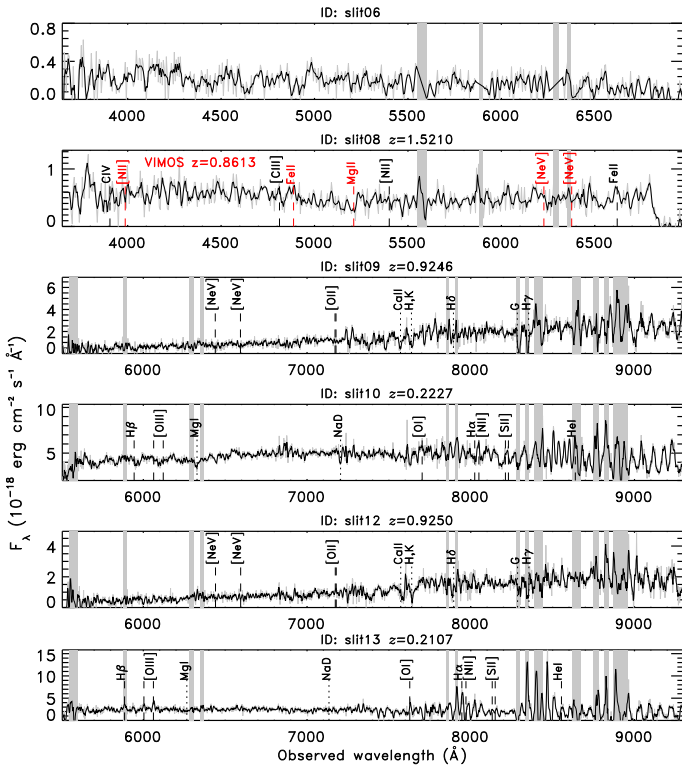 ID: slit06
0.8
0.4
0.0
4000 4500 5000 5500 6000 6500
ID: slit08 z=1.5210
1
0
CIV [NII] VIMOS z=0.8613 [CIII] FeII MgII [NII] [NeV] [NeV] FeII
4000 4500 5000 5500 6000 6500
ID: slit09 z=0.9246
6
4
2
0
[NeV] [NeV] [OII] CaII H,K Hδ G Hγ
6000 7000 8000 9000
ID: slit10 z=0.2227
10
5
0
Hβ [OIII] MgI NaD [OI] Hα [NII] [SII] HeI
6000 7000 8000 9000
ID: slit12 z=0.9250
4
2
0
[NeV] [NeV] [OII] CaII H,K Hδ G Hγ
6000 7000 8000 9000
ID: slit13 z=0.2107
15
10
5
0
Hβ [OIII] MgI NaD [OI] Hα [NII] [SII] HeI
6000 7000 8000 9000
Observed wavelength (Å)
F_λ (10⁻¹⁸ erg cm⁻² s⁻¹ Å⁻¹)